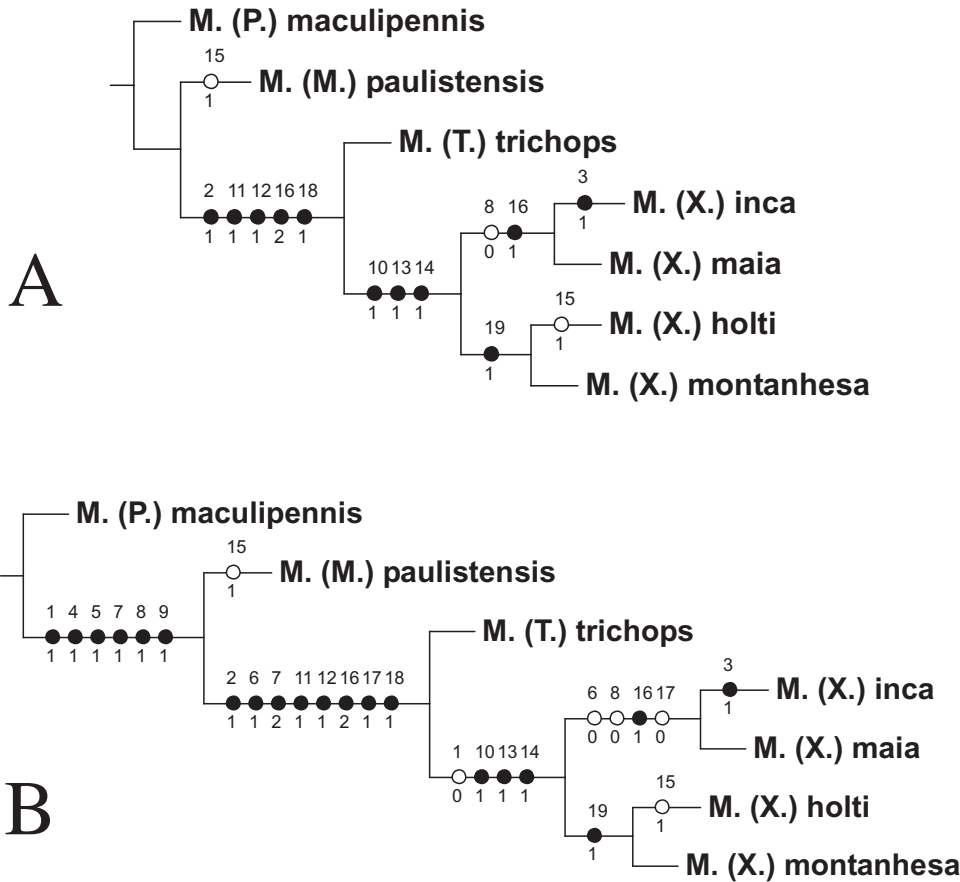 M. (P.) maculipennis
15
M. (M.) paulistensis
1
M. (T.) trichops
3
2 11 12 16 18
8 16
M. (X.) inca
1
1 1 1 2 1
0 1
M. (X.) maia
A
10 13 14
15
1 1 1
19
M. (X.) holti
1
1
M. (X.) montanhesa
M. (P.) maculipennis
15
M. (M.) paulistensis
1
1 4 5 7 8 9
M. (T.) trichops
1 1 1 1 1 1
3
2 6 7 11 12 16 17 18
6 8 16 17
M. (X.) inca
1
1 1 2 1 1 2 1 1
0 0 1 0
M. (X.) maia
1 10 13 14
15
B
0 1 1 1
19
M. (X.) holti
1
1
M. (X.) montanhesa